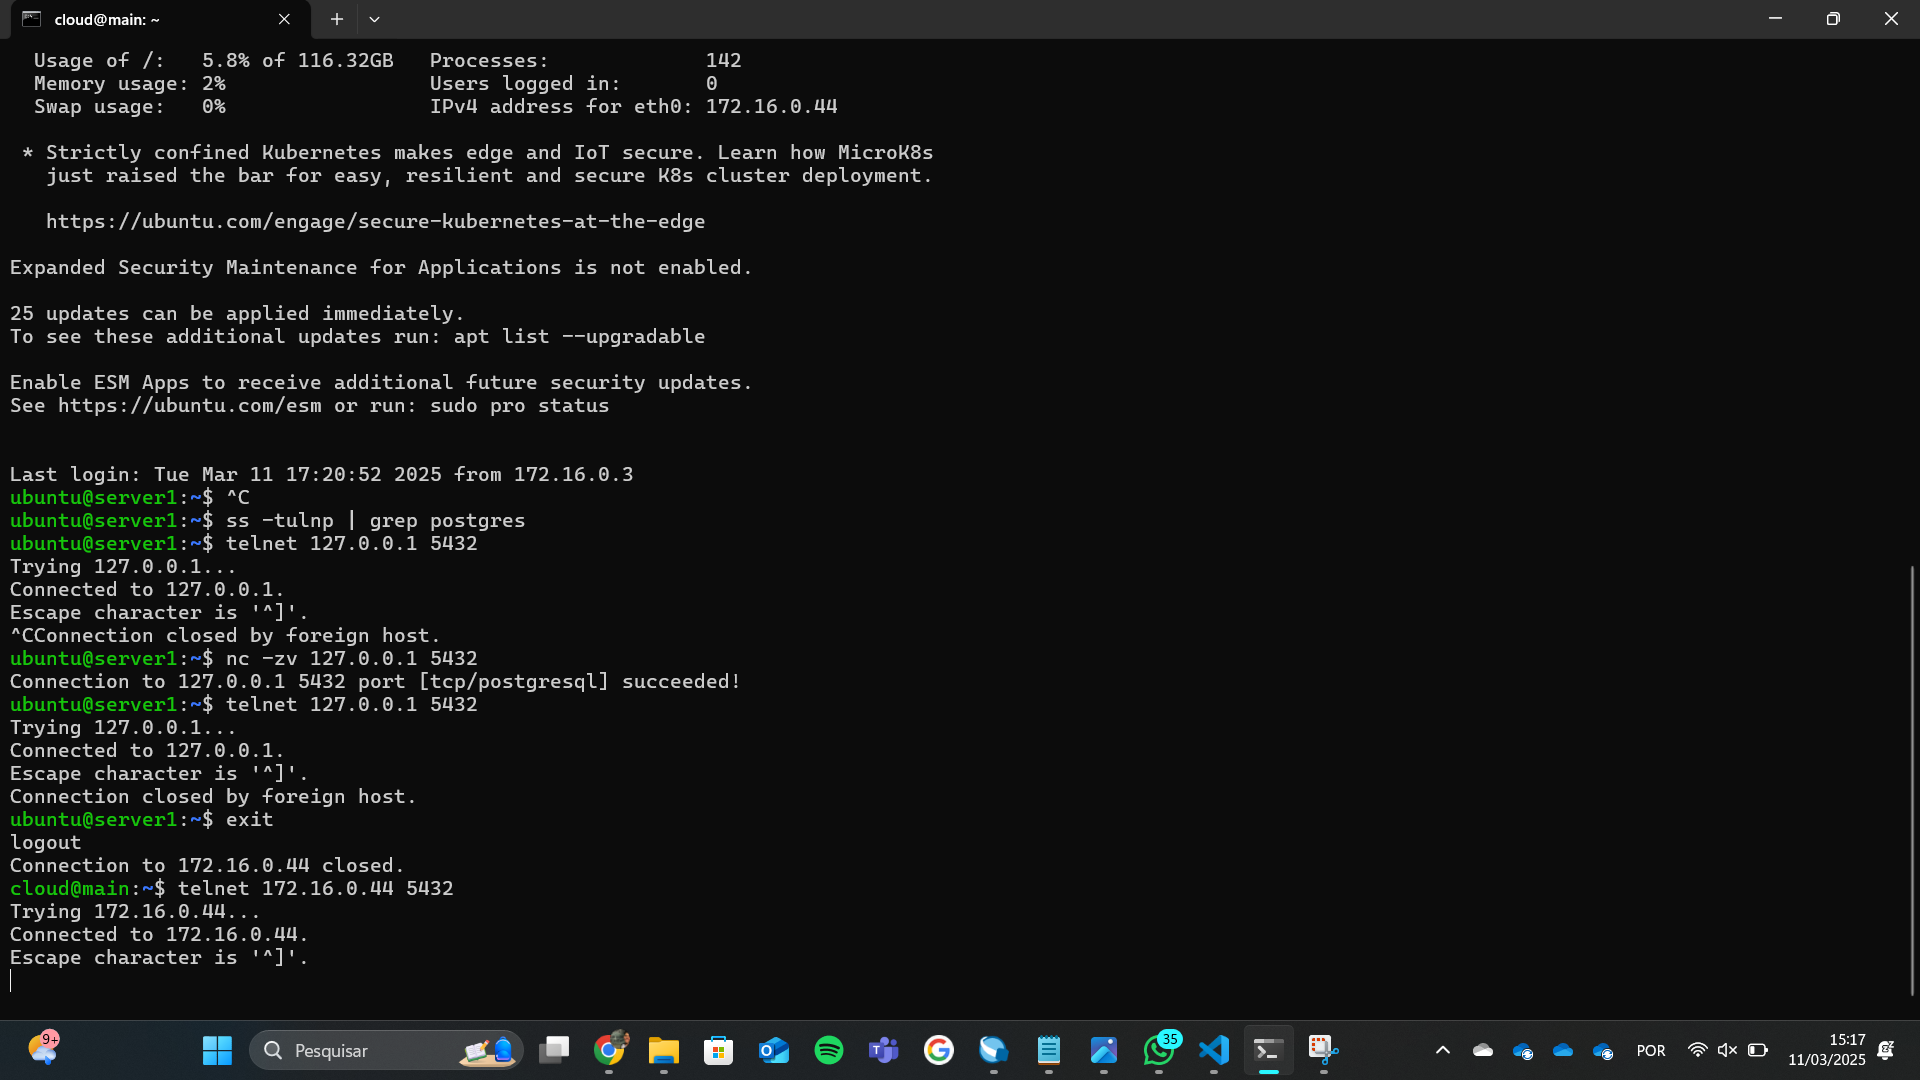 cloud@main: ~
Usage of /:   5.8% of 116.32GB   Processes:             142
Memory usage: 2%                 Users logged in:       0
Swap usage:   0%                 IPv4 address for eth0: 172.16.0.44
* Strictly confined Kubernetes makes edge and IoT secure. Learn how MicroK8s
just raised the bar for easy, resilient and secure K8s cluster deployment.
https://ubuntu.com/engage/secure-kubernetes-at-the-edge
Expanded Security Maintenance for Applications is not enabled.
25 updates can be applied immediately.
To see these additional updates run: apt list --upgradable
Enable ESM Apps to receive additional future security updates.
See https://ubuntu.com/esm or run: sudo pro status
Last login: Tue Mar 11 17:20:52 2025 from 172.16.0.3
ubuntu@server1:~$ ^C
ubuntu@server1:~$ ss -tulnp | grep postgres
ubuntu@server1:~$ telnet 127.0.0.1 5432
Trying 127.0.0.1...
Connected to 127.0.0.1.
Escape character is '^]'.
^CConnection closed by foreign host.
ubuntu@server1:~$ nc -zv 127.0.0.1 5432
Connection to 127.0.0.1 5432 port [tcp/postgresql] succeeded!
ubuntu@server1:~$ telnet 127.0.0.1 5432
Trying 127.0.0.1...
Connected to 127.0.0.1.
Escape character is '^]'.
Connection closed by foreign host.
ubuntu@server1:~$ exit
logout
Connection to 172.16.0.44 closed.
cloud@main:~$ telnet 172.16.0.44 5432
Trying 172.16.0.44...
Connected to 172.16.0.44.
Escape character is '^]'.
9+
Pesquisar
35
POR
15:17
11/03/2025